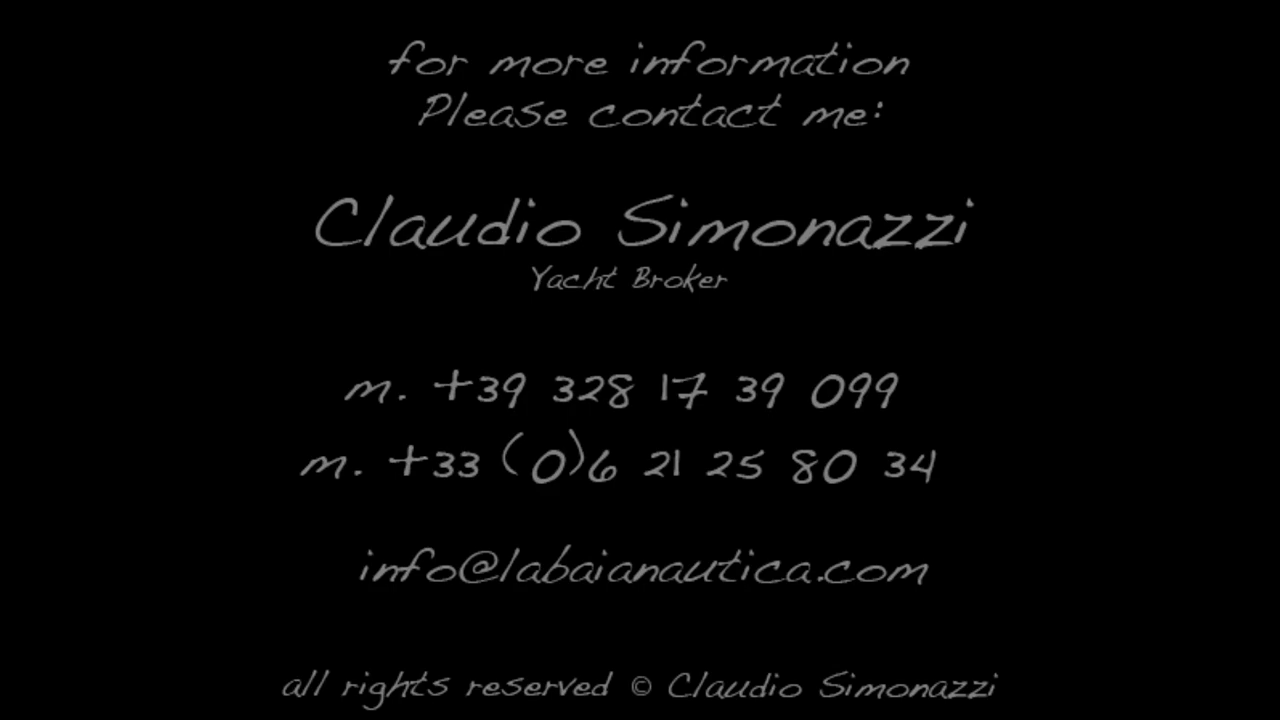 for more information
Please contact me:
Claudio Simonazzi
Yacht Broker
m. +39 328 17 39 099
m. +33 (0)6 21 25 80 34
info@labaianautica.com
all rights reserved © Claudio Simonazzi